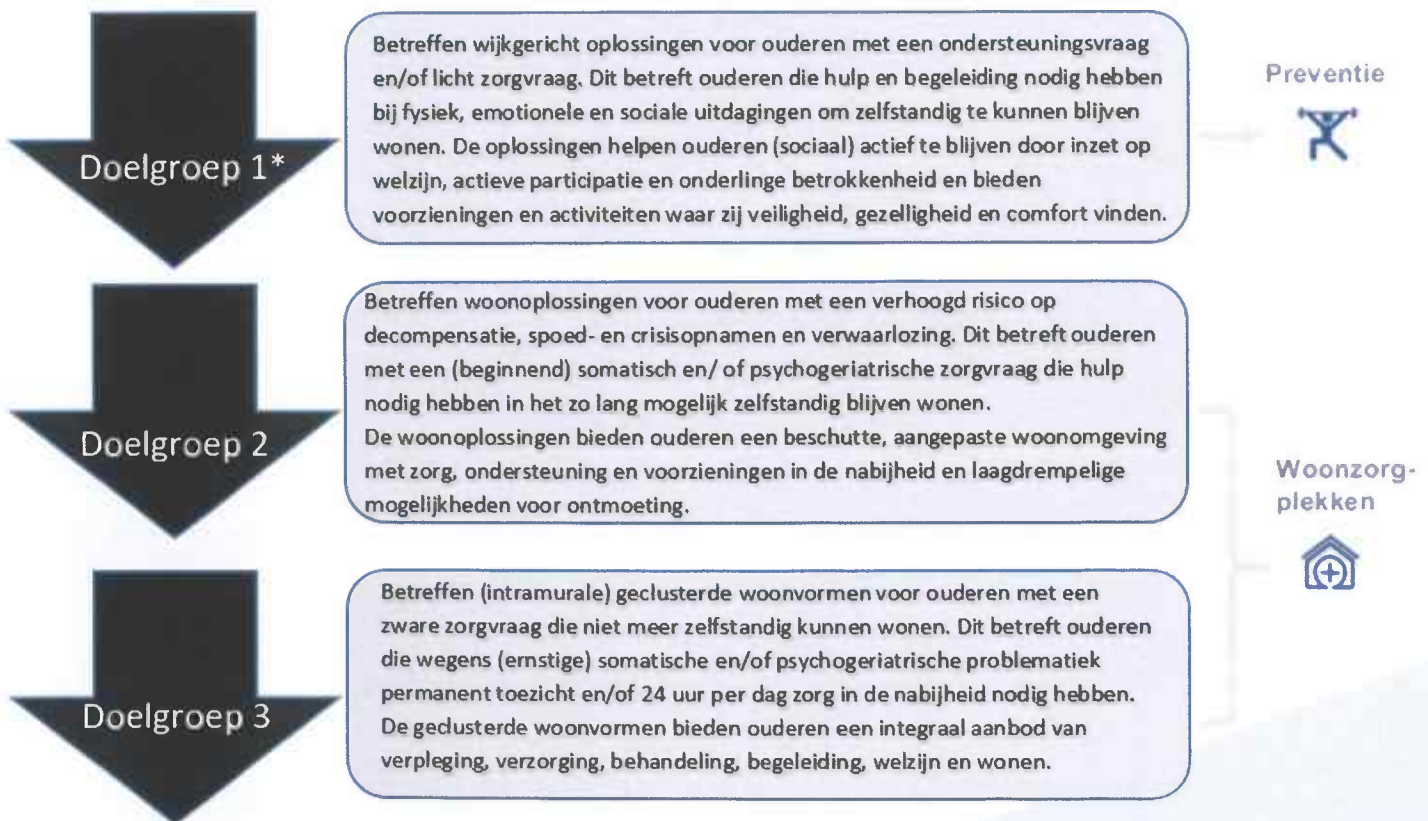 Doelgroep 1*
Betreffen wijkgericht oplossingen voor ouderen met een ondersteuningsvraag
en/of licht zorgvraag. Dit betreft ouderen die hulp en begeleiding nodig hebben
bij fysiek, emotionele en sociale uitdagingen om zelfstandig te kunnen blijven
wonen. De oplossingen helpen ouderen (sociaal) actief te blijven door inzet op
welzijn, actieve participatie en onderlinge betrokkenheid en bieden
voorzieningen en activiteiten waar zij veiligheid, gezelligheid en comfort vinden.
Preventie
Doelgroep 2
Betreffen woonoplossingen voor ouderen met een verhoogd risico op
decompensatie, spoed- en crisisopnamen en verwaarlozing. Dit betreft ouderen
met een (beginnend) somatisch en/ of psychogeriatrische zorgvraag die hulp
nodig hebben in het zo lang mogelijk zelfstandig blijven wonen.
De woonoplossingen bieden ouderen een beschutte, aangepaste woonomgeving
met zorg, ondersteuning en voorzieningen in de nabijheid en laagdrempelige
mogelijkheden voor ontmoeting.
Woonzorg-
plekken
Doelgroep 3
Betreffen (intramurale) geclusterde woonvormen voor ouderen met een
zware zorgvraag die niet meer zelfstandig kunnen wonen. Dit betreft ouderen
die wegens (ernstige) somatische en/of psychogeriatrische problematiek
permanent toezicht en/of 24 uur per dag zorg in de nabijheid nodig hebben.
De geclusterde woonvormen bieden ouderen een integraal aanbod van
verpleging, verzorging, behandeling, begeleiding, welzijn en wonen.